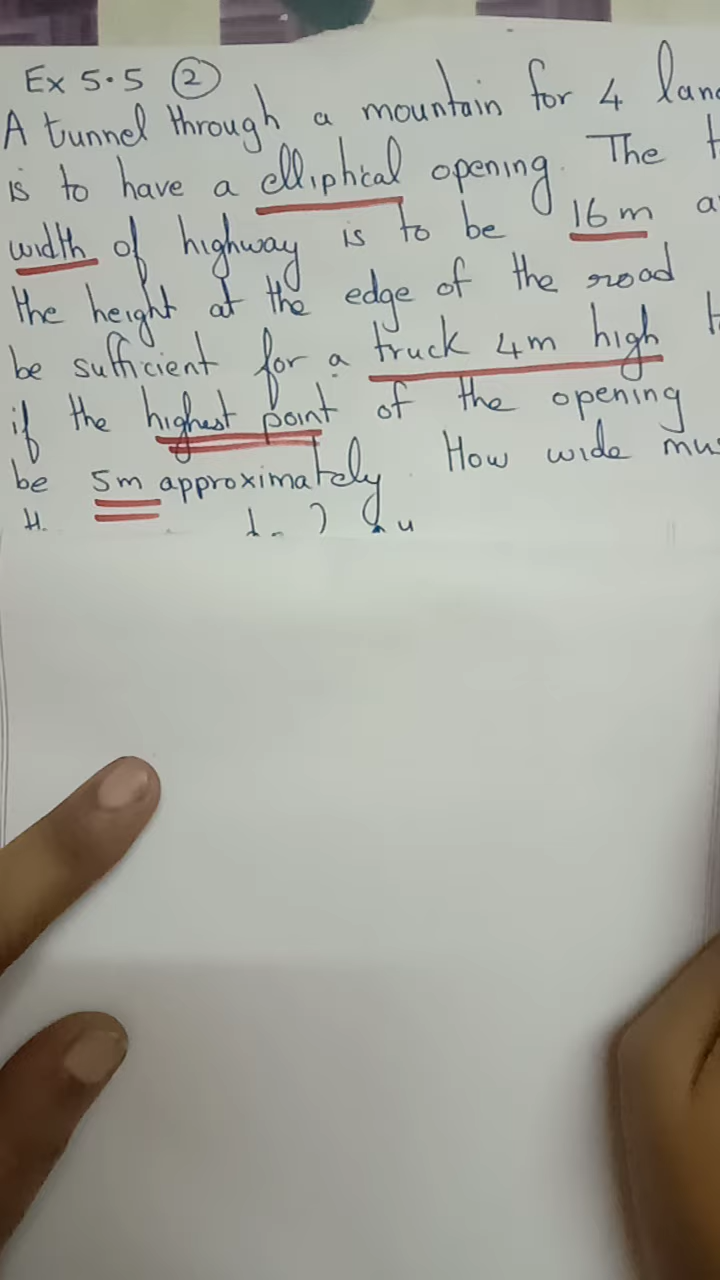 Ex 5.5 ②
A tunnel through a mountain for 4
is to have a elliptical opening. The
width of highway is to be 16m
the height at the edge of the road
be sufficient for a truck 4m high
if the highest point of the opening
be 5m approximately. How wide